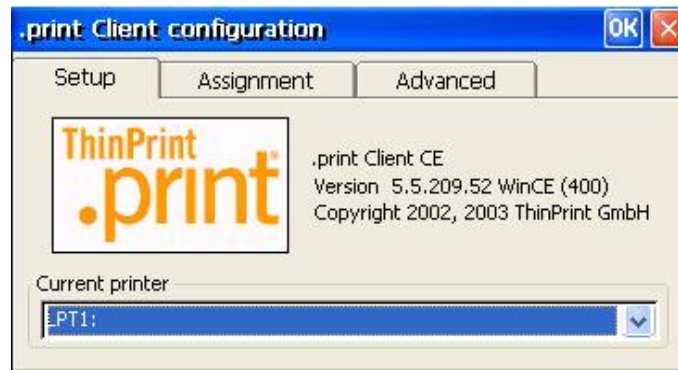 .print Client configuration OK
Setup Assignment Advanced
ThinPrint
.print
.print Client CE
Version 5.5.209.52 WinCE (400)
Copyright 2002, 2003 ThinPrint GmbH
Current printer
LPT1: